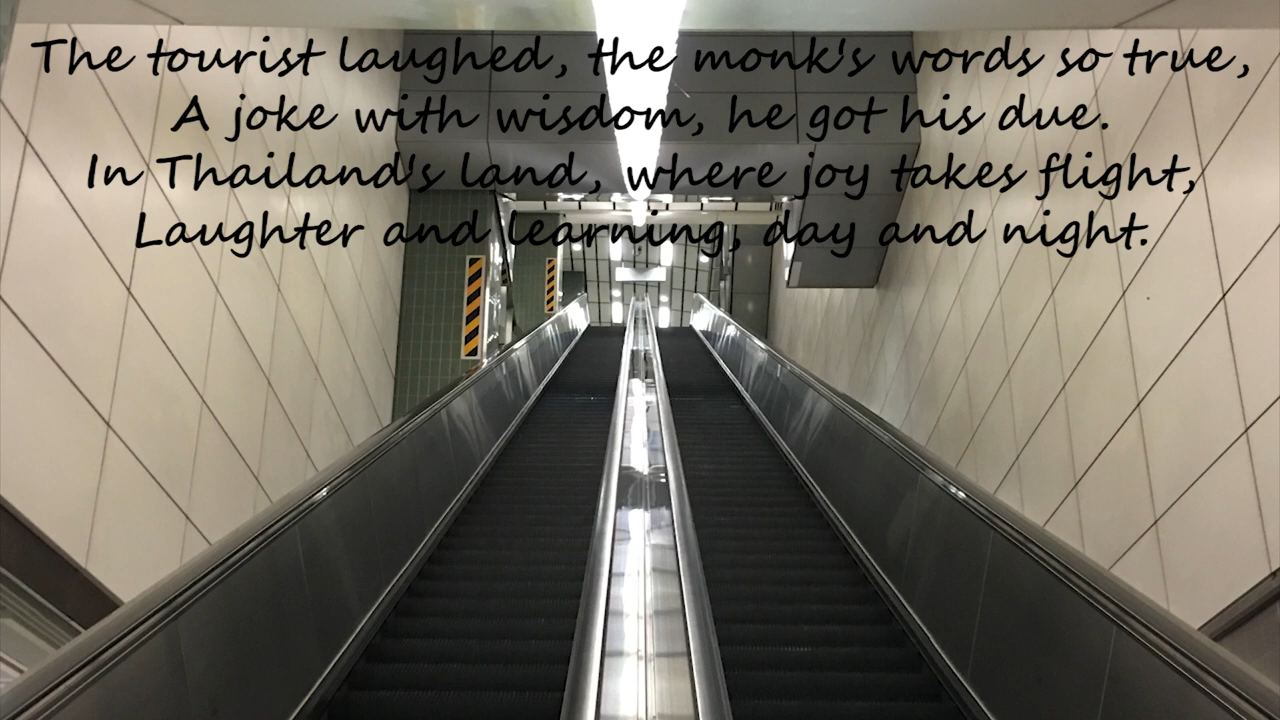 The tourist laughed, the monk's words so true,
A joke with wisdom, he got his due.
In Thailand's land, where joy takes flight,
Laughter and learning, day and night.